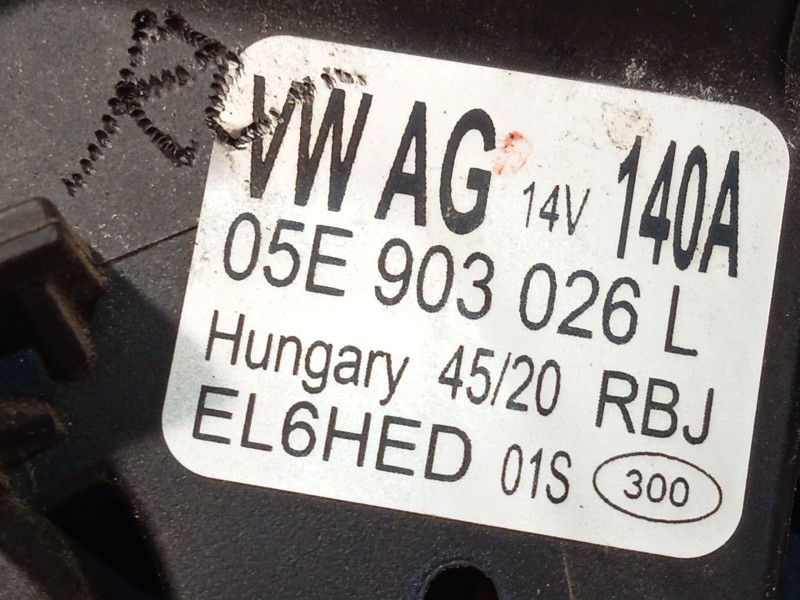 VW AG 14V 140A
05E 903 026 L
Hungary 45/20 RBJ
EL6HED 01S 300